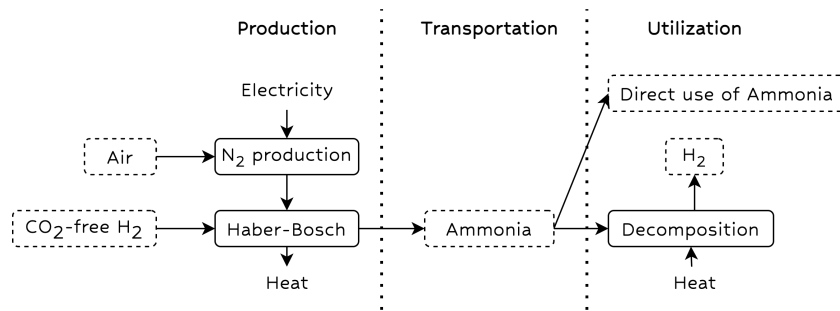 Production
Transportation
Utilization
Electricity
Direct use of Ammonia
Air
N₂ production
H₂
CO₂-free H₂
Haber-Bosch
Ammonia
Decomposition
Heat
Heat